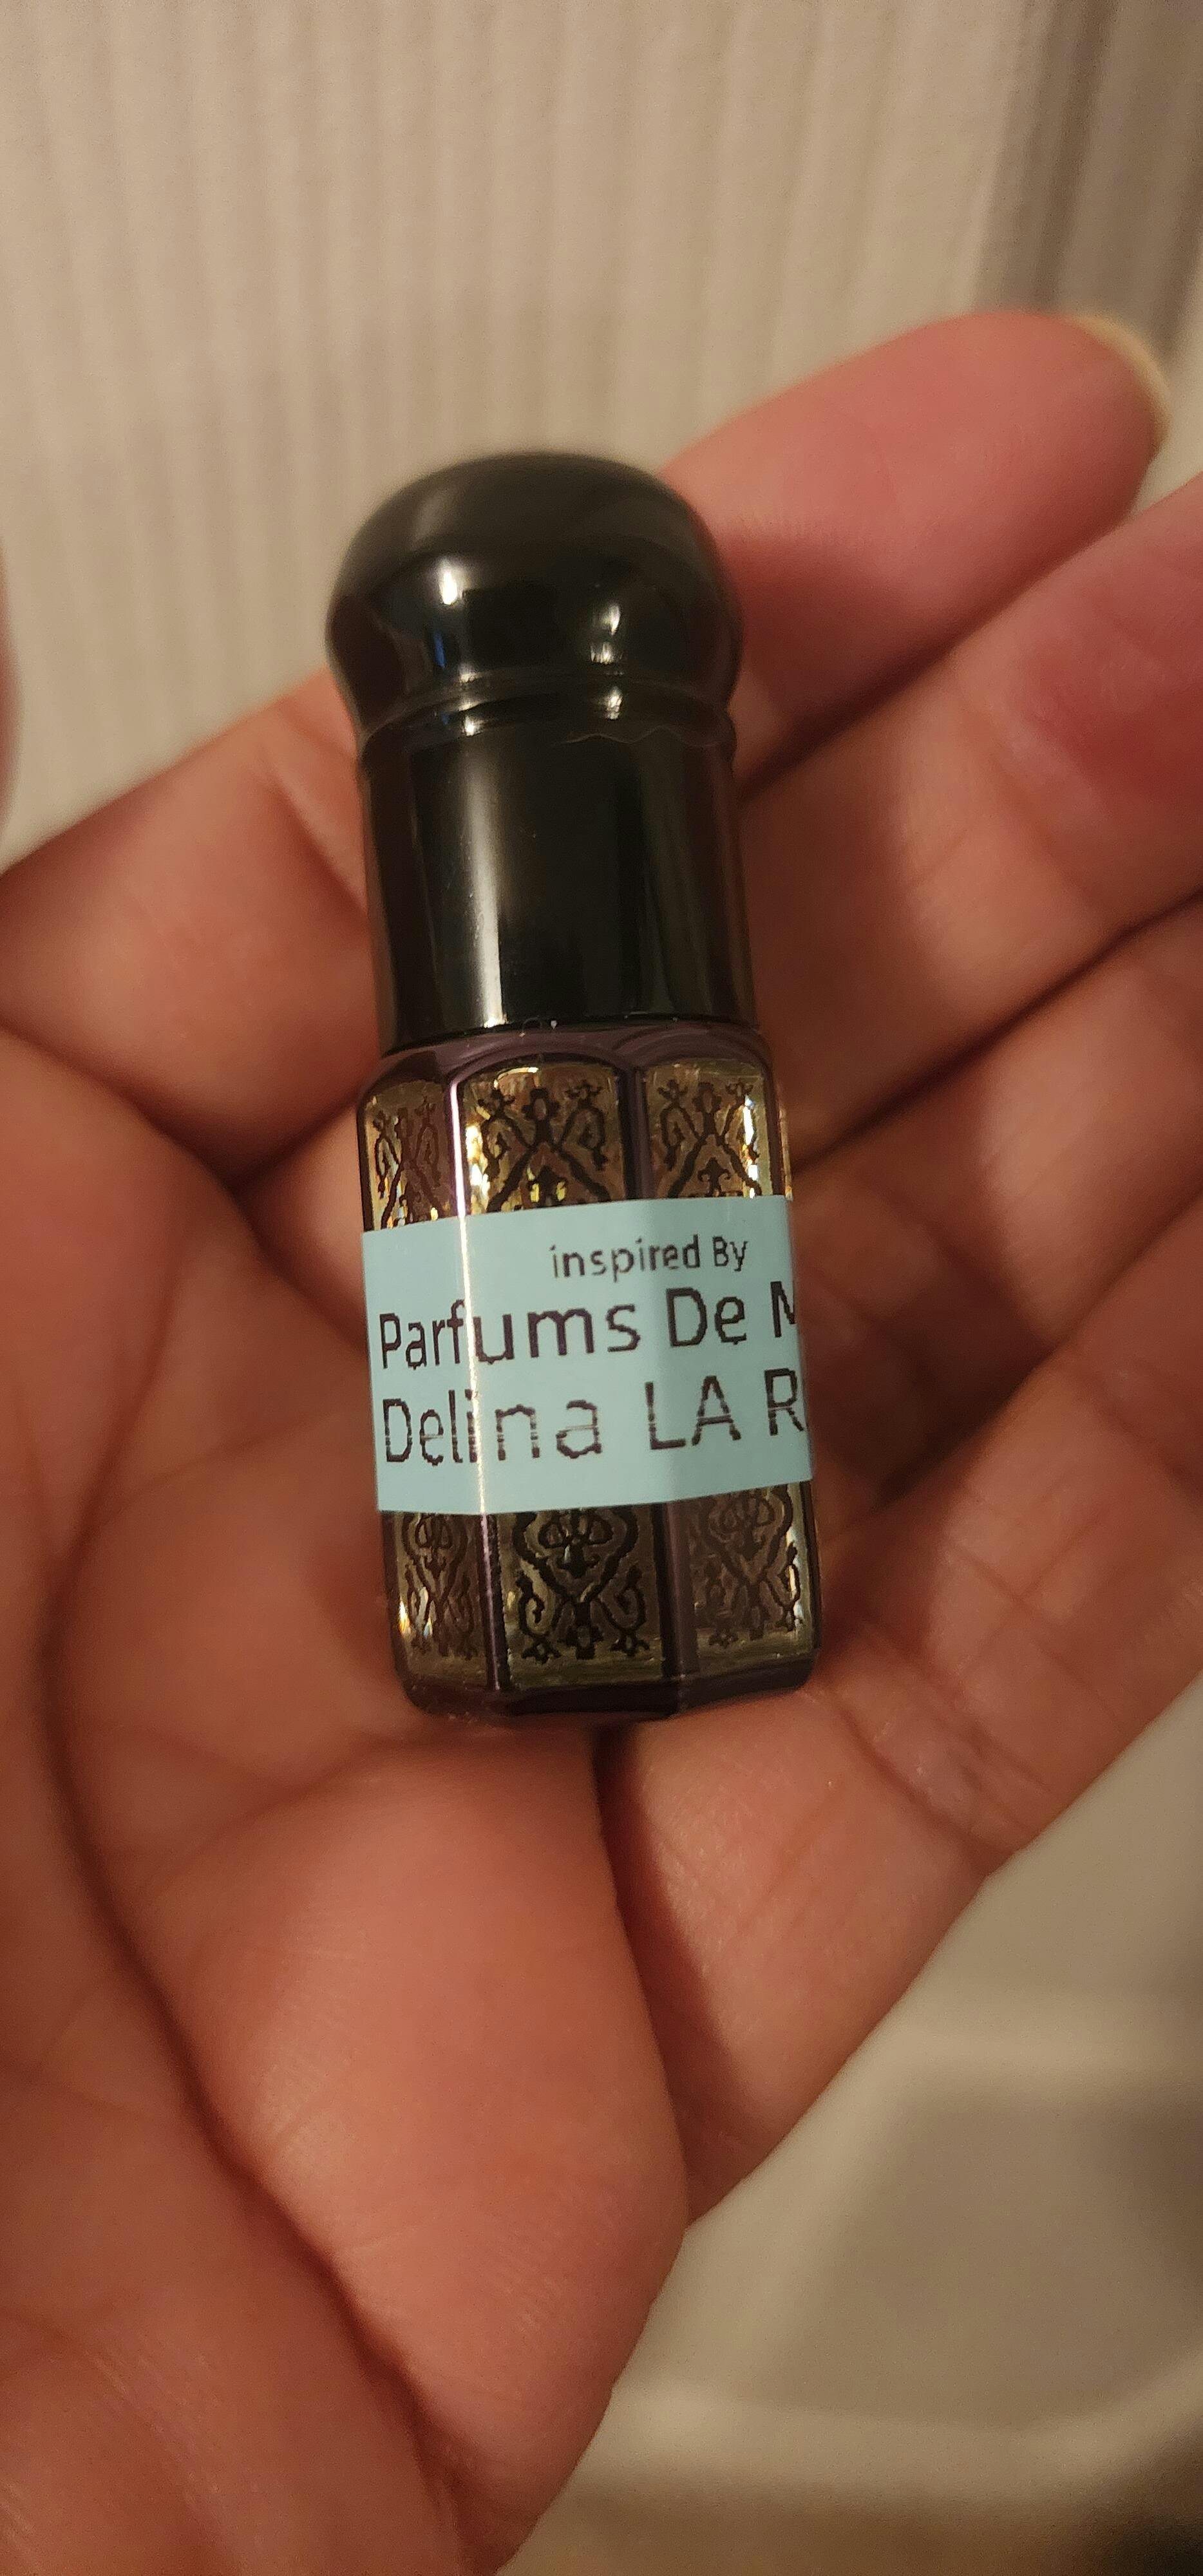 inspired By
Parfums De
Delina LA R